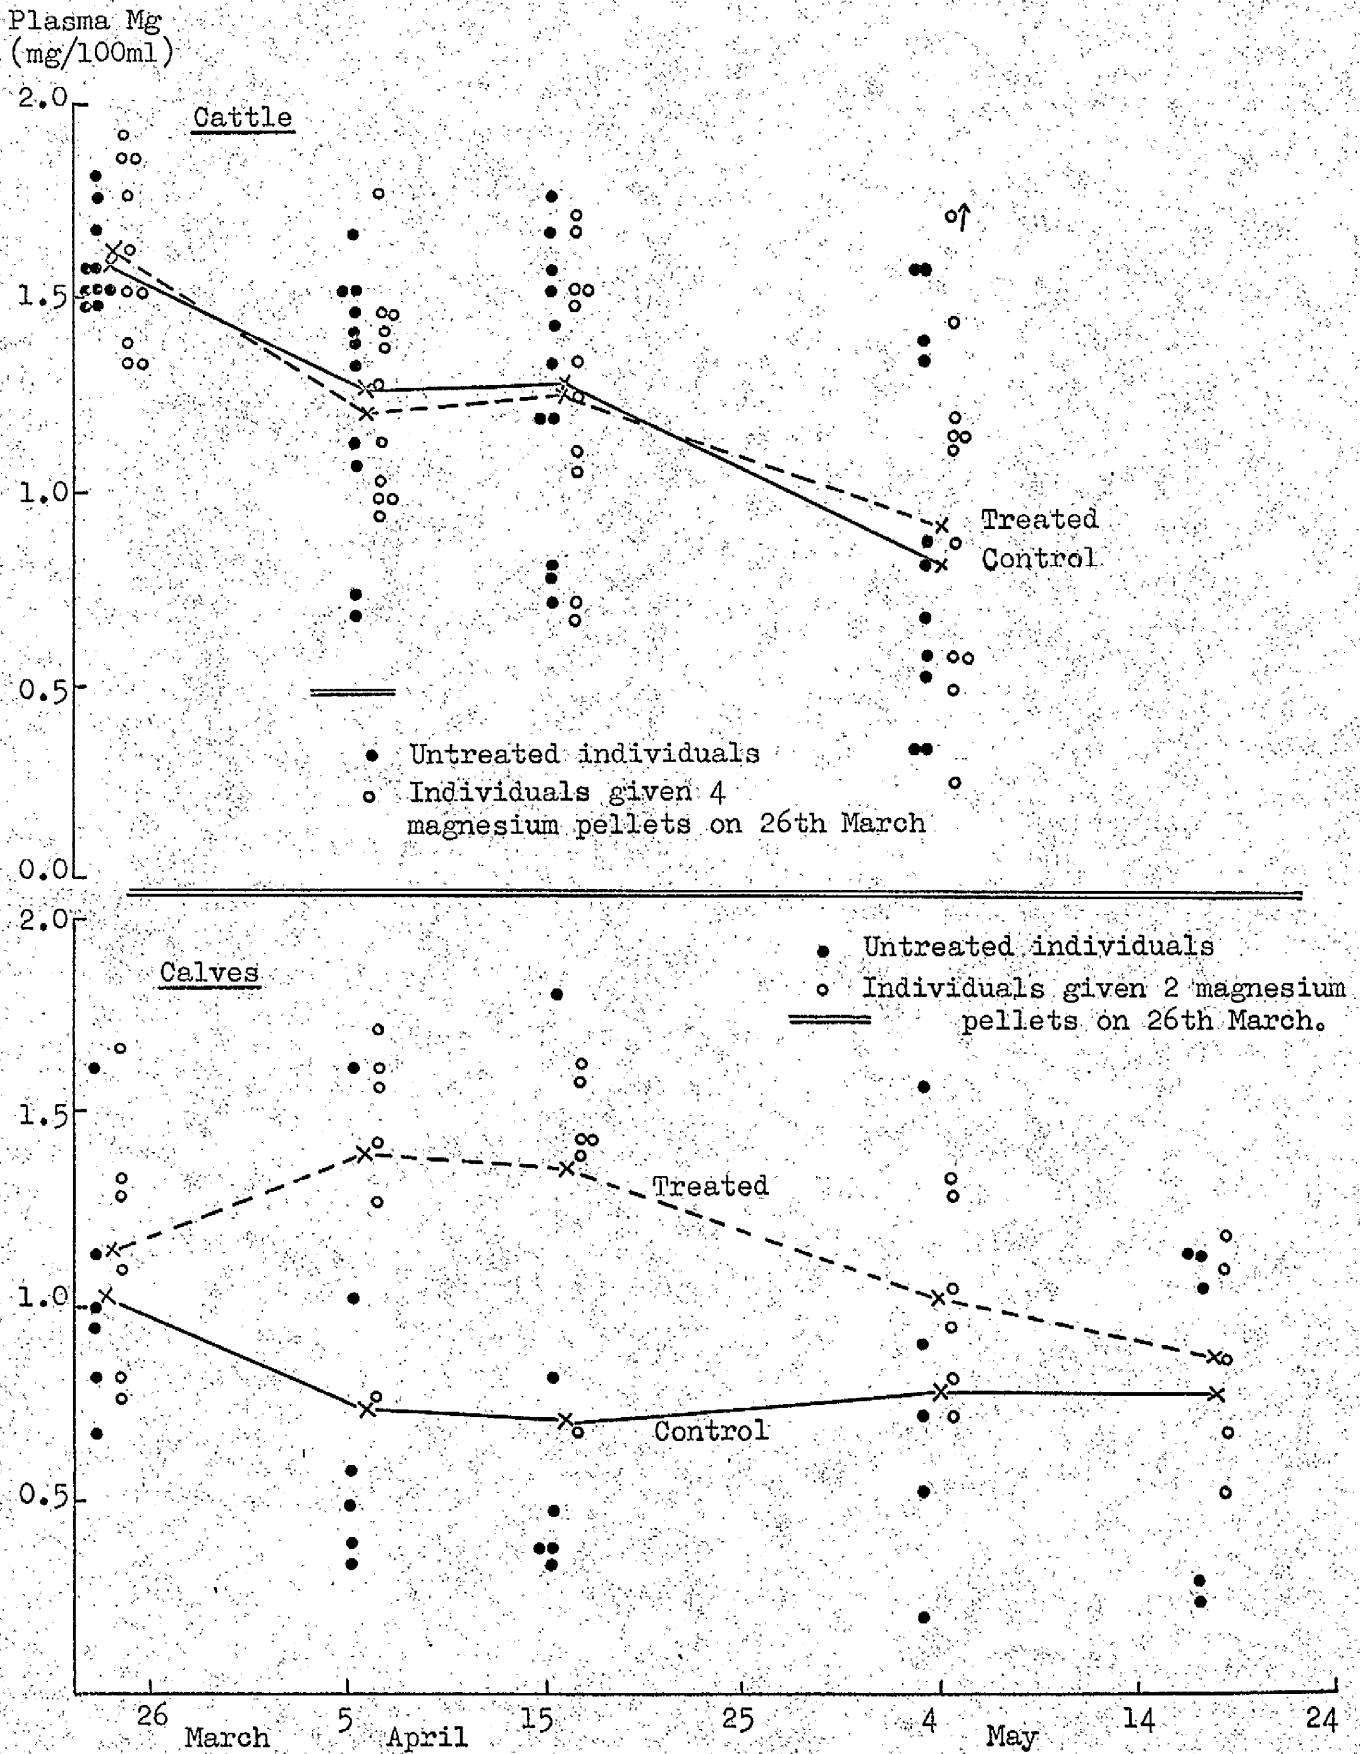 Plasma Mg
(mg/100ml)
2.0
Cattle
1.5
1.0
Treated
Control
0.5
Untreated individuals
Individuals given 4
magnesium pellets on 26th March
0.0
2.0
Untreated individuals
Calves
Individuals given 2 magnesium
pellets on 26th March.
1.5
Treated
1.0
Control
0.5
26 5 15 25 4 14 24
March April May